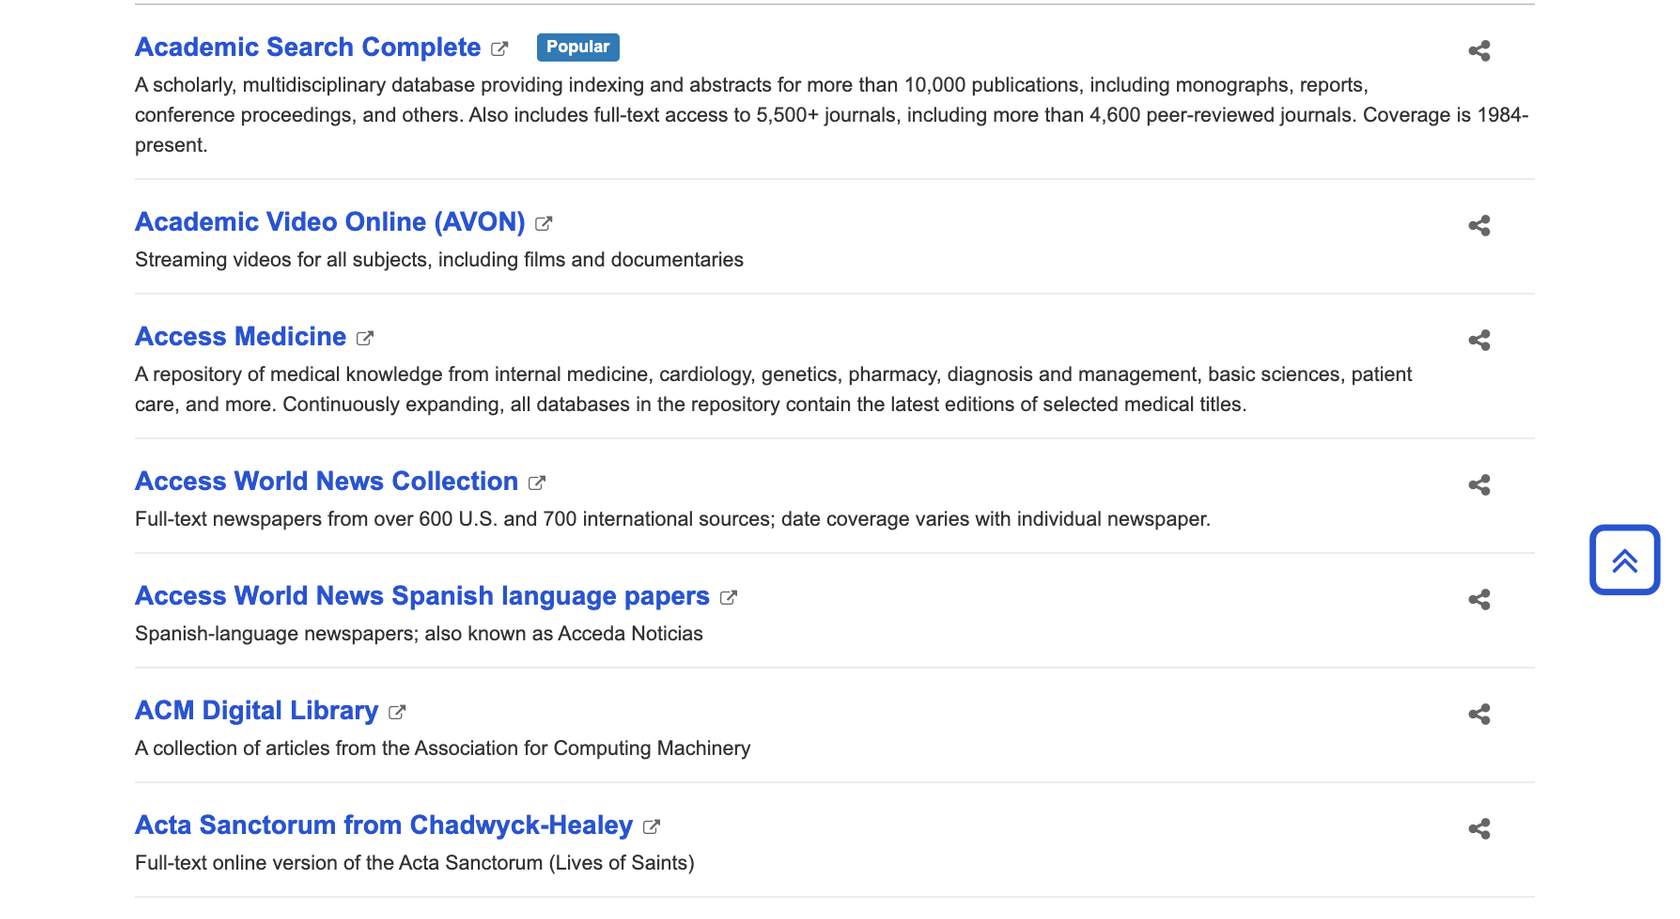 Academic Search Complete Popular
A scholarly, multidisciplinary database providing indexing and abstracts for more than 10,000 publications, including monographs, reports,
conference proceedings, and others. Also includes full-text access to 5,500+ journals, including more than 4,600 peer-reviewed journals. Coverage is 1984-
present.
Academic Video Online (AVON)
Streaming videos for all subjects, including films and documentaries
Access Medicine
A repository of medical knowledge from internal medicine, cardiology, genetics, pharmacy, diagnosis and management, basic sciences, patient
care, and more. Continuously expanding, all databases in the repository contain the latest editions of selected medical titles.
Access World News Collection
Full-text newspapers from over 600 U.S. and 700 international sources; date coverage varies with individual newspaper.
Access World News Spanish language papers
Spanish-language newspapers; also known as Acceda Noticias
ACM Digital Library
A collection of articles from the Association for Computing Machinery
Acta Sanctorum from Chadwyck-Healey
Full-text online version of the Acta Sanctorum (Lives of Saints)